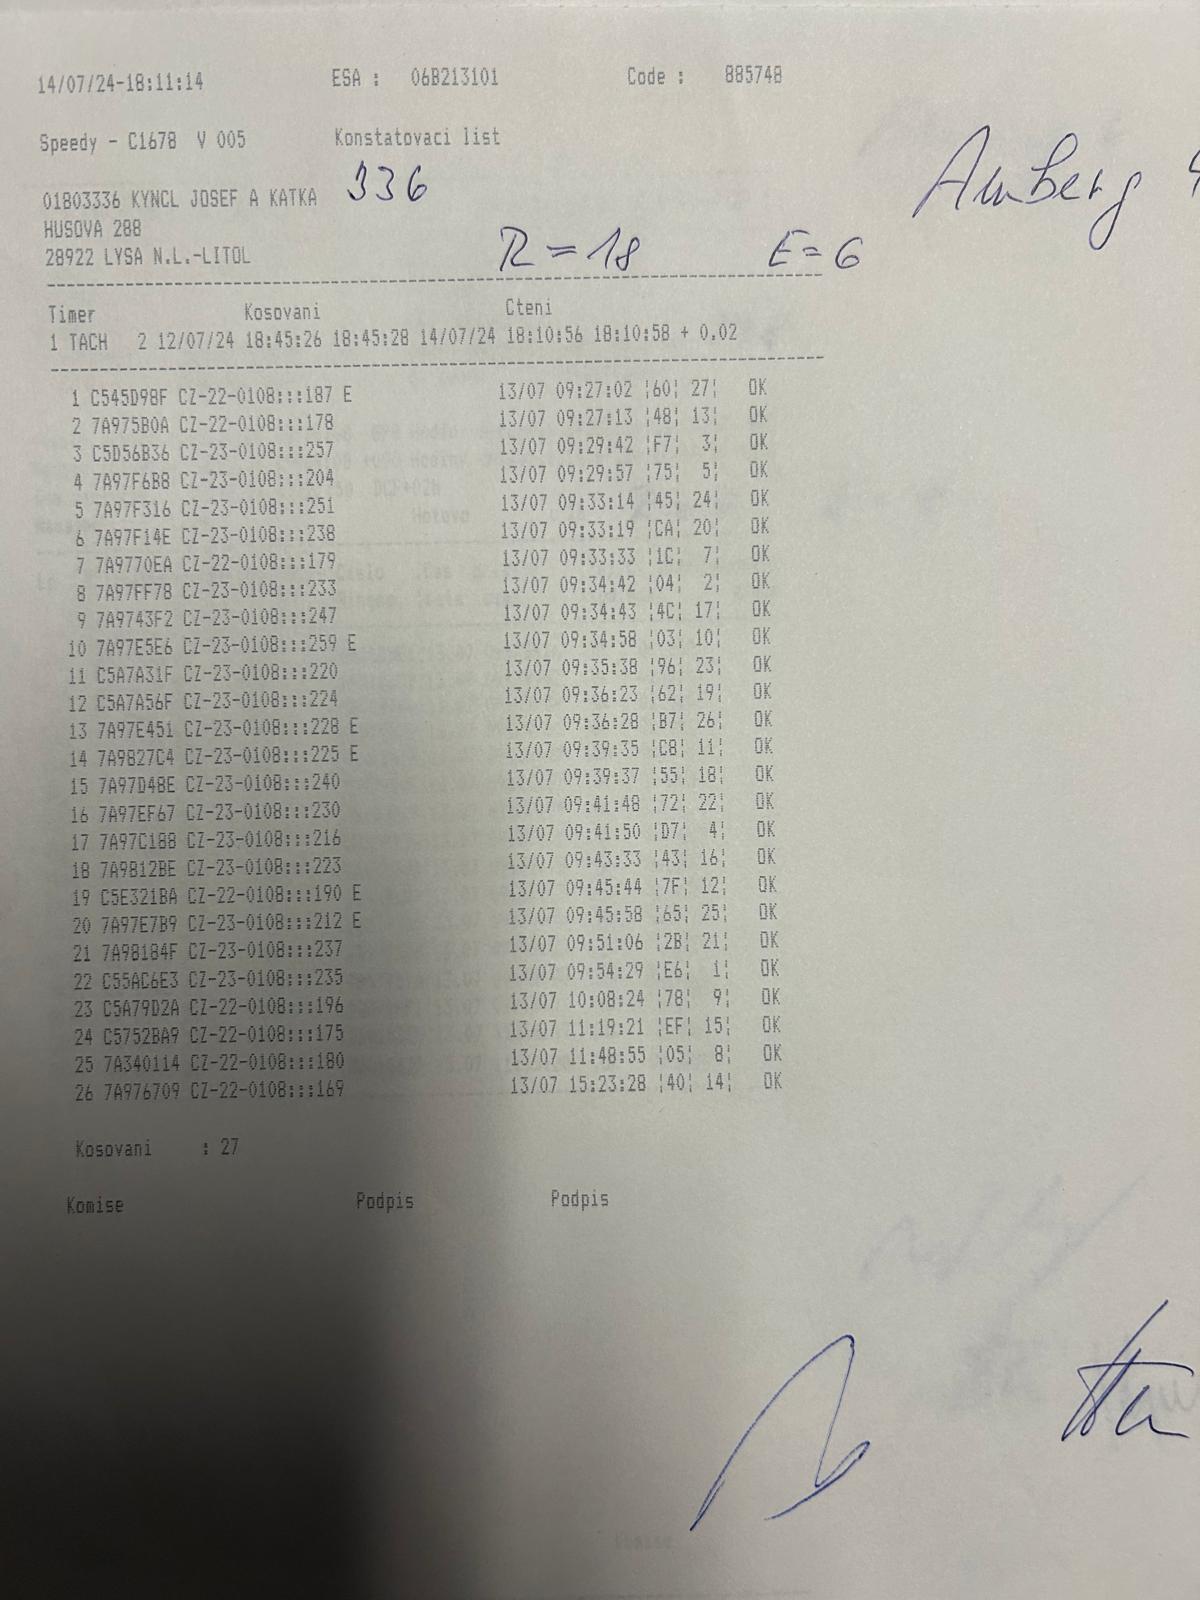 14/07/24-18:11:14 ESA : 06B213101 Code : 885748
Speedy - C1678 V 005 Konstatovaci list
Amberg
01803336 KYNCL JOSEF A KATKA 336
HUSOVA 288
28922 LYSA N.L.-LITOL R = 18 E = 6
Timer Kosovani Cteni
1 TACH 2 12/07/24 18:45:26 18:45:28 14/07/24 18:10:56 18:10:58 + 0.02
1 C545D98F CZ-22-0108:::187 E 13/07 09:27:02 ¦60¦ 27¦ OK
2 7A975B0A CZ-22-0108:::178 13/07 09:27:13 ¦48¦ 13¦ OK
3 C5D56B36 CZ-23-0108:::257 13/07 09:29:42 ¦F7¦ 3¦ OK
4 7A97F6B8 CZ-23-0108:::204 13/07 09:29:57 ¦75¦ 5¦ OK
5 7A97F316 CZ-23-0108:::251 13/07 09:33:14 ¦45¦ 24¦ OK
6 7A97F14E CZ-23-0108:::238 13/07 09:33:19 ¦CA¦ 20¦ OK
7 7A9770EA CZ-22-0108:::179 13/07 09:33:33 ¦1C¦ 7¦ OK
8 7A97FF78 CZ-23-0108:::233 13/07 09:34:42 ¦04¦ 2¦ OK
9 7A9743F2 CZ-23-0108:::247 13/07 09:34:43 ¦4C¦ 17¦ OK
10 7A97E5E6 CZ-23-0108:::259 E 13/07 09:34:58 ¦03¦ 10¦ OK
11 C5A7A31F CZ-23-0108:::220 13/07 09:35:38 ¦96¦ 23¦ OK
12 C5A7A56F CZ-23-0108:::224 13/07 09:36:23 ¦62¦ 19¦ OK
13 7A97E451 CZ-23-0108:::228 E 13/07 09:36:28 ¦B7¦ 26¦ OK
14 7A9827C4 CZ-23-0108:::225 E 13/07 09:39:35 ¦C8¦ 11¦ OK
15 7A97D48E CZ-23-0108:::240 13/07 09:39:37 ¦55¦ 18¦ OK
16 7A97EF67 CZ-23-0108:::230 13/07 09:41:48 ¦72¦ 22¦ OK
17 7A97C188 CZ-23-0108:::216 13/07 09:41:50 ¦D7¦ 4¦ OK
18 7A9812BE CZ-23-0108:::223 13/07 09:43:33 ¦43¦ 16¦ OK
19 C5E321BA CZ-22-0108:::190 E 13/07 09:45:44 ¦7F¦ 12¦ OK
20 7A97E7B9 CZ-23-0108:::212 E 13/07 09:45:58 ¦65¦ 25¦ OK
21 7A98184F CZ-23-0108:::237 13/07 09:51:06 ¦2B¦ 21¦ OK
22 C55AC6E3 CZ-23-0108:::235 13/07 09:54:29 ¦E6¦ 1¦ OK
23 C5A79D2A CZ-22-0108:::196 13/07 10:08:24 ¦78¦ 9¦ OK
24 C5752BA9 CZ-22-0108:::175 13/07 11:19:21 ¦EF¦ 15¦ OK
25 7A340114 CZ-22-0108:::180 13/07 11:48:55 ¦05¦ 8¦ OK
26 7A976709 CZ-22-0108:::169 13/07 15:23:28 ¦40¦ 14¦ OK
Kosovani : 27
Komise Podpis Podpis